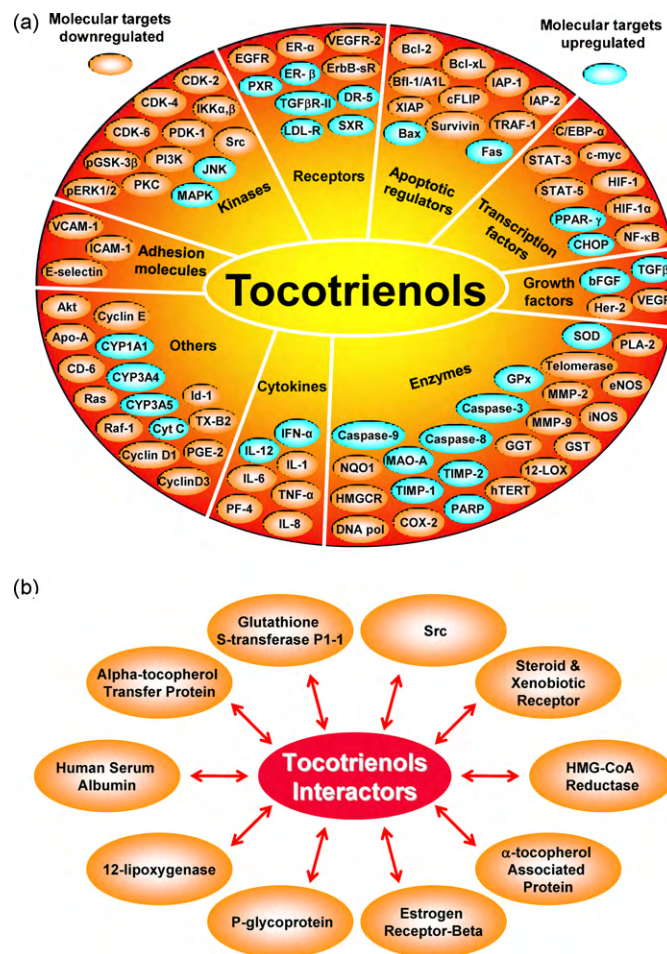 (a)
Molecular targets
downregulated
Molecular targets
upregulated
CDK-2
CDK-4
IKKα,β
CDK-6
PDK-1
Src
pGSK-3β
PI3K
JNK
pERK1/2
PKC
MAPK
Kinases
EGFR
ER-α
VEGFR-2
PXR
ER- β
ErbB-sR
TGFβR-II
DR-5
LDL-R
SXR
Receptors
Bcl-2
Bcl-xL
Bfl-1/A1L
IAP-1
XIAP
cFLIP
IAP-2
Bax
Survivin
TRAF-1
Fas
Apoptotic
regulators
C/EBP-α
STAT-3
c-myc
STAT-5
HIF-1
HIF-1α
PPAR- γ
CHOP
NF-κB
Transcription
factors
VCAM-1
ICAM-1
E-selectin
Adhesion
molecules
Tocotrienols
Growth
factors
bFGF
TGFβ
Her-2
VEGF
Akt
Cyclin E
Apo-A
CYP1A1
CD-6
CYP3A4
Ras
CYP3A5
Id-1
Raf-1
Cyt C
TX-B2
Cyclin D1
PGE-2
CyclinD3
Others
Cytokines
IFN-α
IL-12
IL-1
IL-6
TNF-α
PF-4
IL-8
Enzymes
SOD
PLA-2
Telomerase
GPx
MMP-2
eNOS
Caspase-3
MMP-9
iNOS
Caspase-9
Caspase-8
GGT
GST
NQO1
MAO-A
TIMP-2
12-LOX
HMGCR
TIMP-1
hTERT
DNA pol
COX-2
PARP
(b)
Glutathione
S-transferase P1-1
Src
Alpha-tocopherol
Transfer Protein
Steroid &
Xenobiotic
Receptor
Tocotrienols
Interactors
Human Serum
Albumin
HMG-CoA
Reductase
12-lipoxygenase
α-tocopherol
Associated
Protein
P-glycoprotein
Estrogen
Receptor-Beta